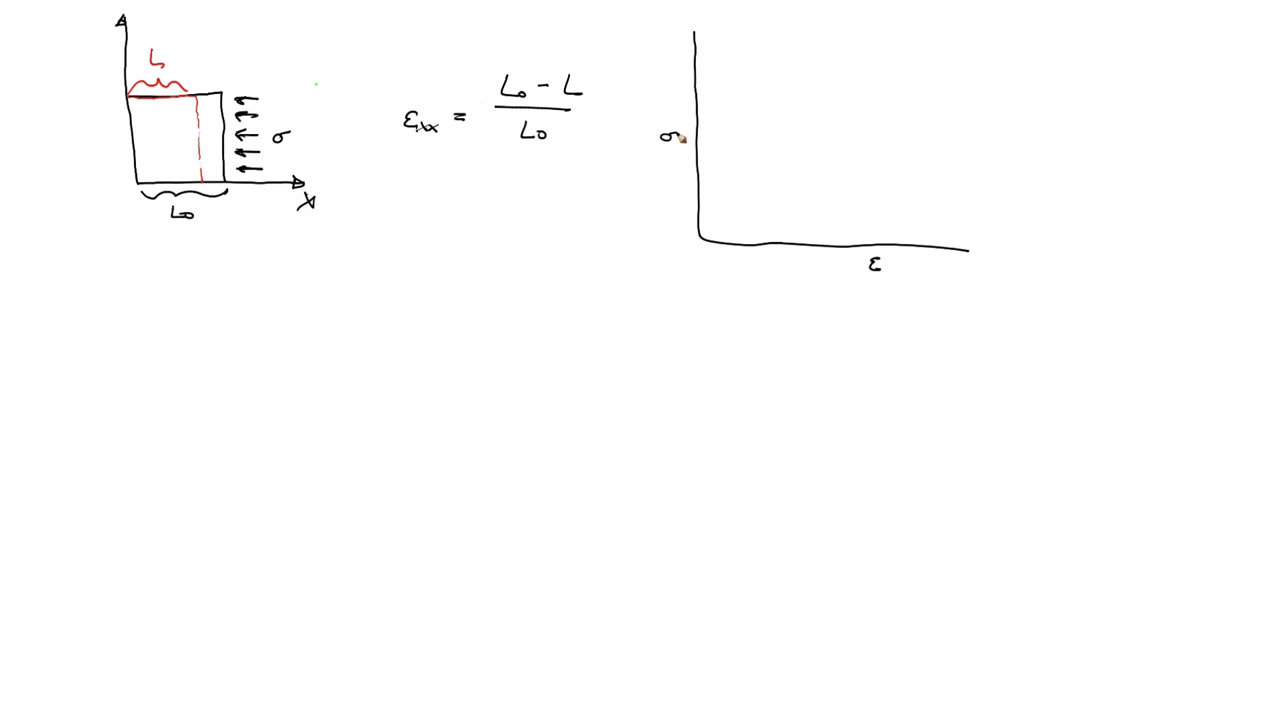 L
σ
L₀
x
εxx = (L₀ - L) / L₀
σ
ε